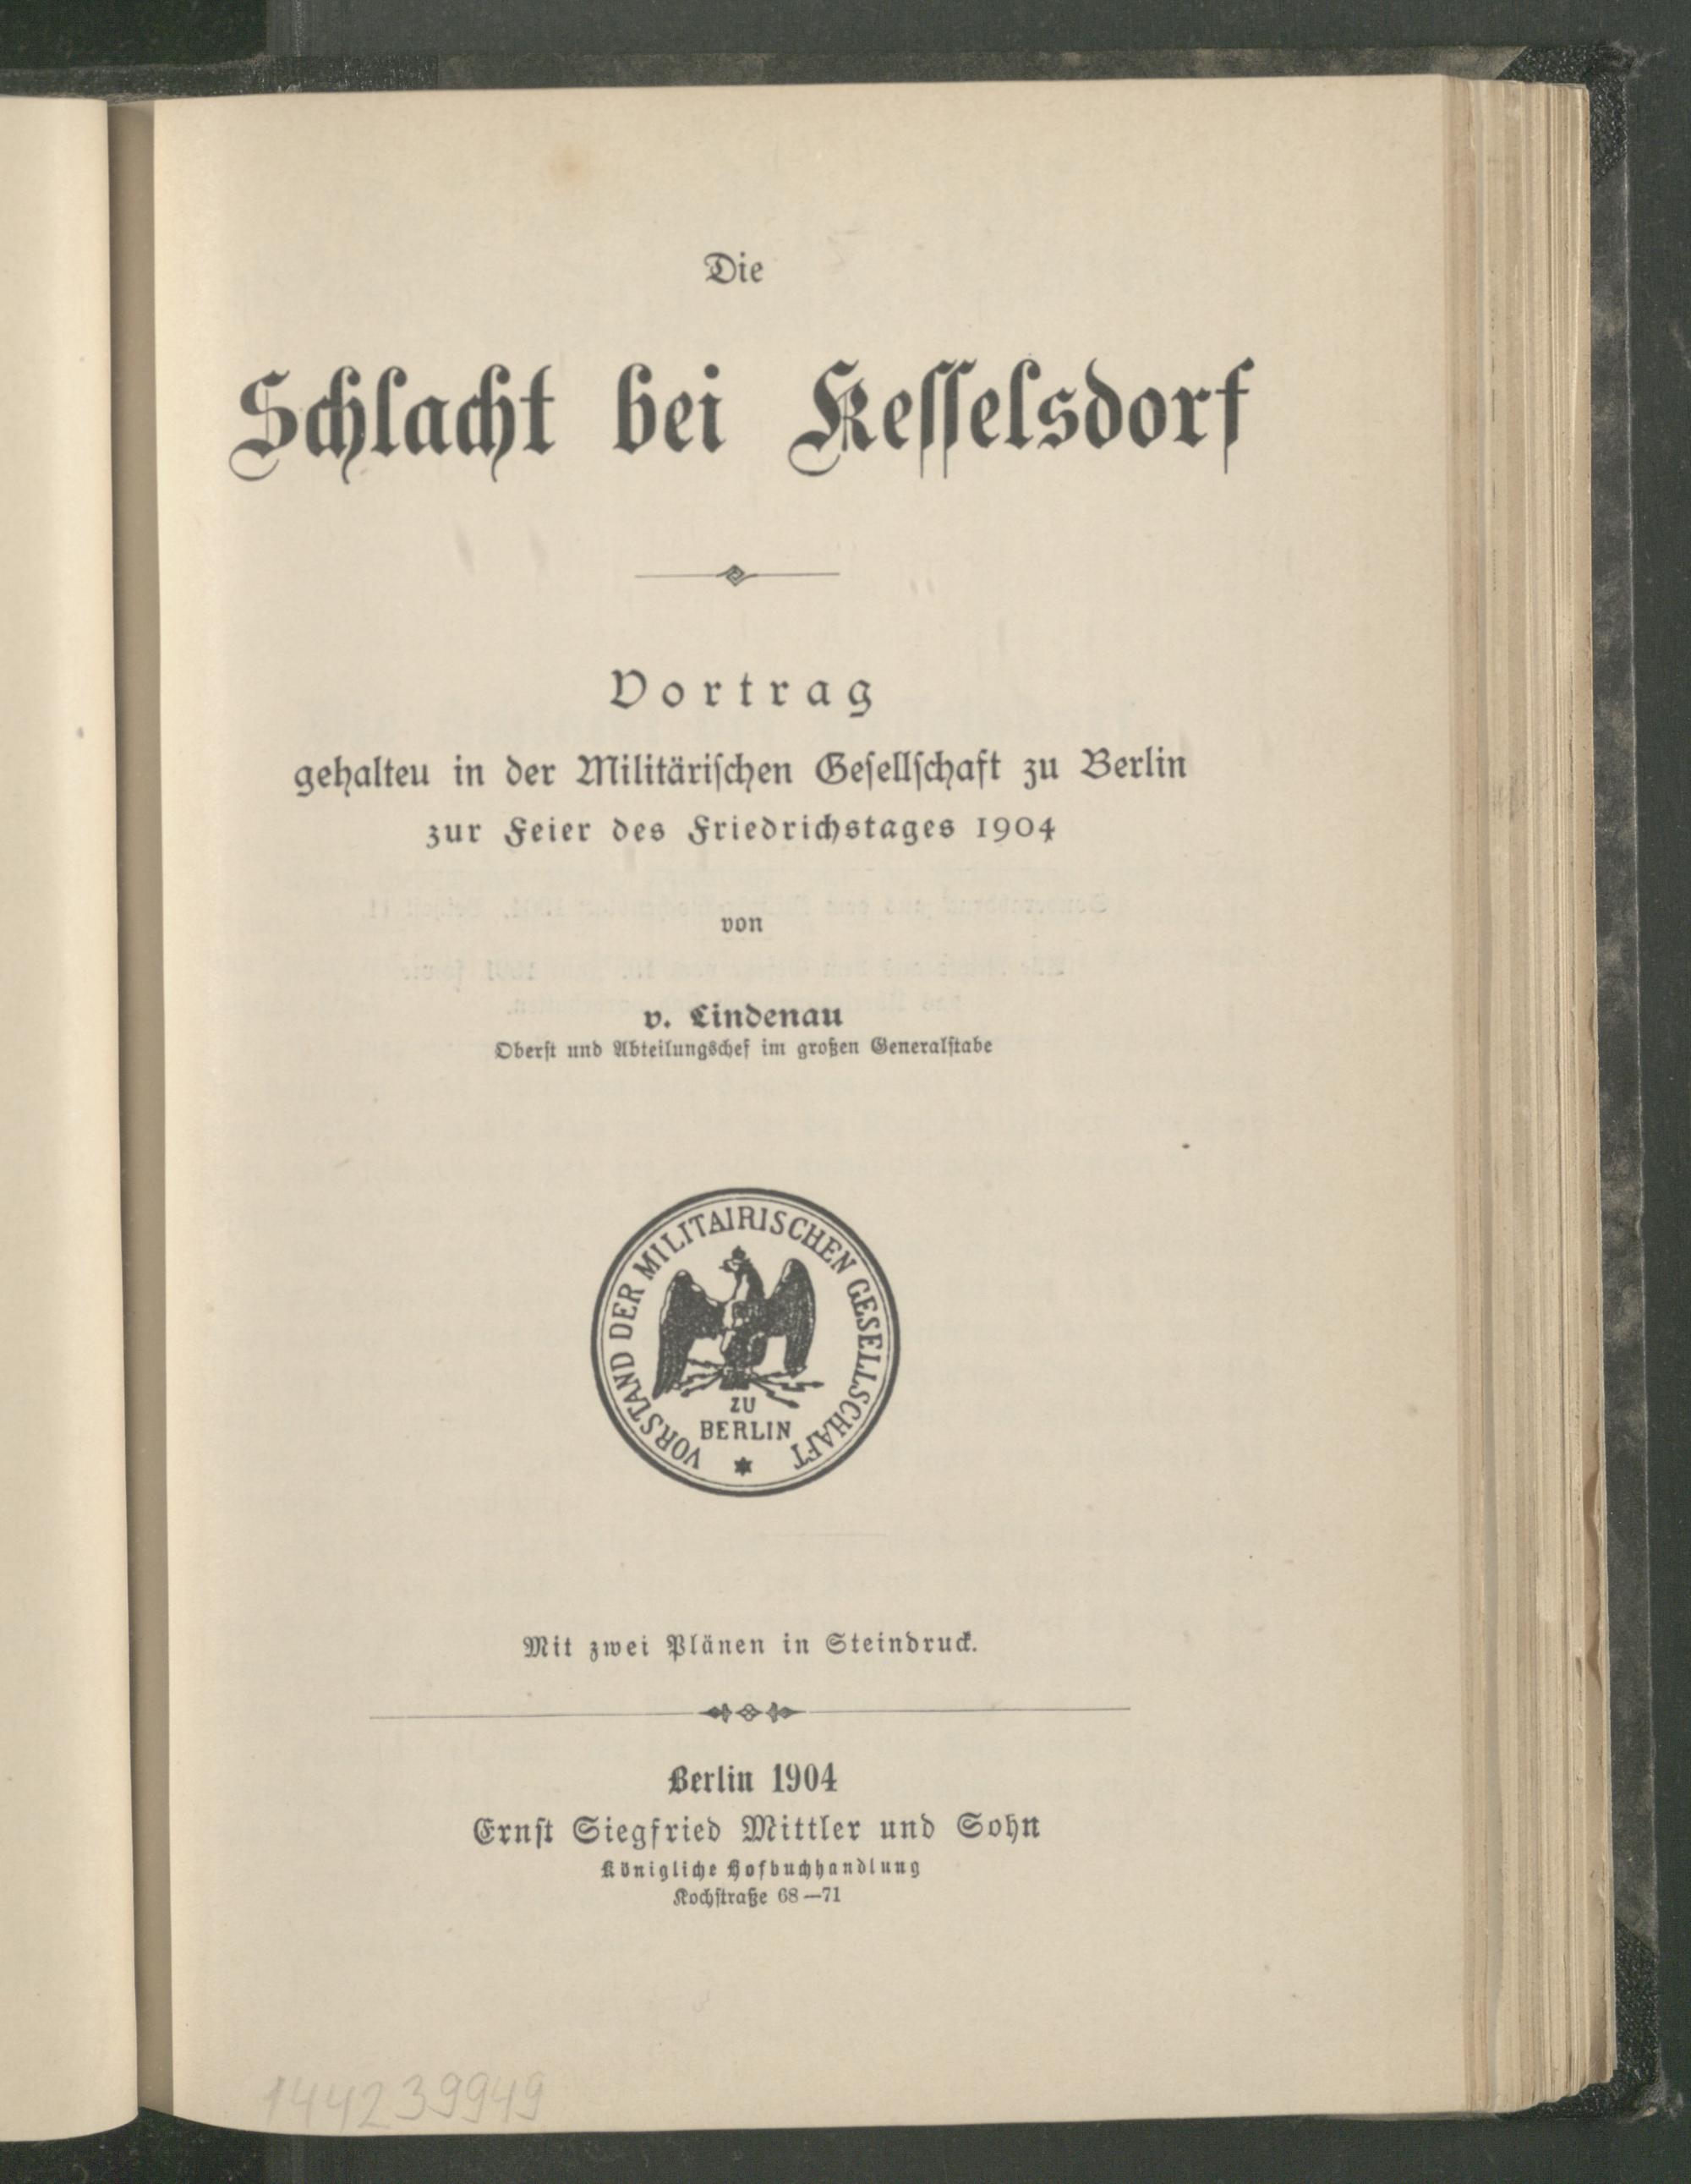 Die
Schlacht bei Kesselsdorf
Vortrag
gehalteu in der Militärischen Gesellschaft zu Berlin
zur Feier des Friedrichstages 1904
von
v. Lindenau
Oberst und Abteilungschef im großen Generalstabe
VORSTAND DER MILITAIRISCHEN GESELLSCHAFT
ZU
BERLIN
Mit zwei Plänen in Steindruck.
Berlin 1904
Ernst Siegfried Mittler und Sohn
Königliche Hofbuchhandlung
Kochstraße 68—71
144239949